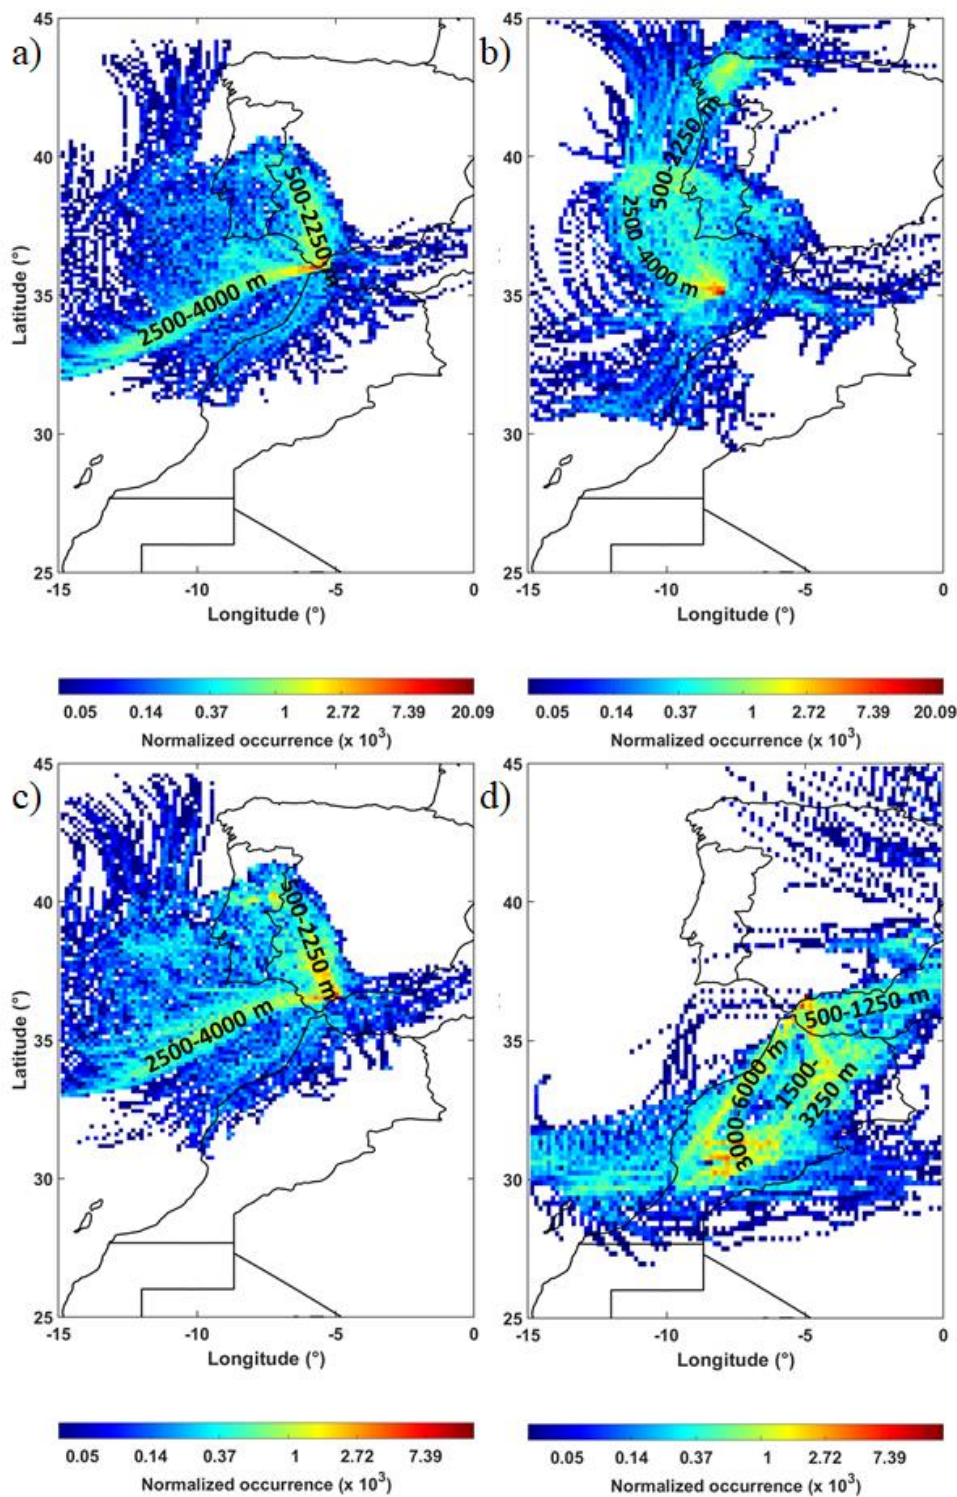 a)
45
40
35
30
25
Latitude (°)
500-2250 m
2500-4000 m
-15 -10 -5 0
Longitude (°)
0.05 0.14 0.37 1 2.72 7.39 20.09
Normalized occurrence (x 10³)
b)
45
40
35
30
25
500-2250 m
2500-4000 m
-15 -10 -5 0
Longitude (°)
0.05 0.14 0.37 1 2.72 7.39 20.09
Normalized occurrence (x 10³)
c)
45
40
35
30
25
Latitude (°)
500-2250 m
2500-4000 m
-15 -10 -5 0
Longitude (°)
0.05 0.14 0.37 1 2.72 7.39
Normalized occurrence (x 10³)
d)
45
40
35
30
25
500-1250 m
3000-6000 m
1500-
3250 m
-15 -10 -5 0
Longitude (°)
0.05 0.14 0.37 1 2.72 7.39
Normalized occurrence (x 10³)